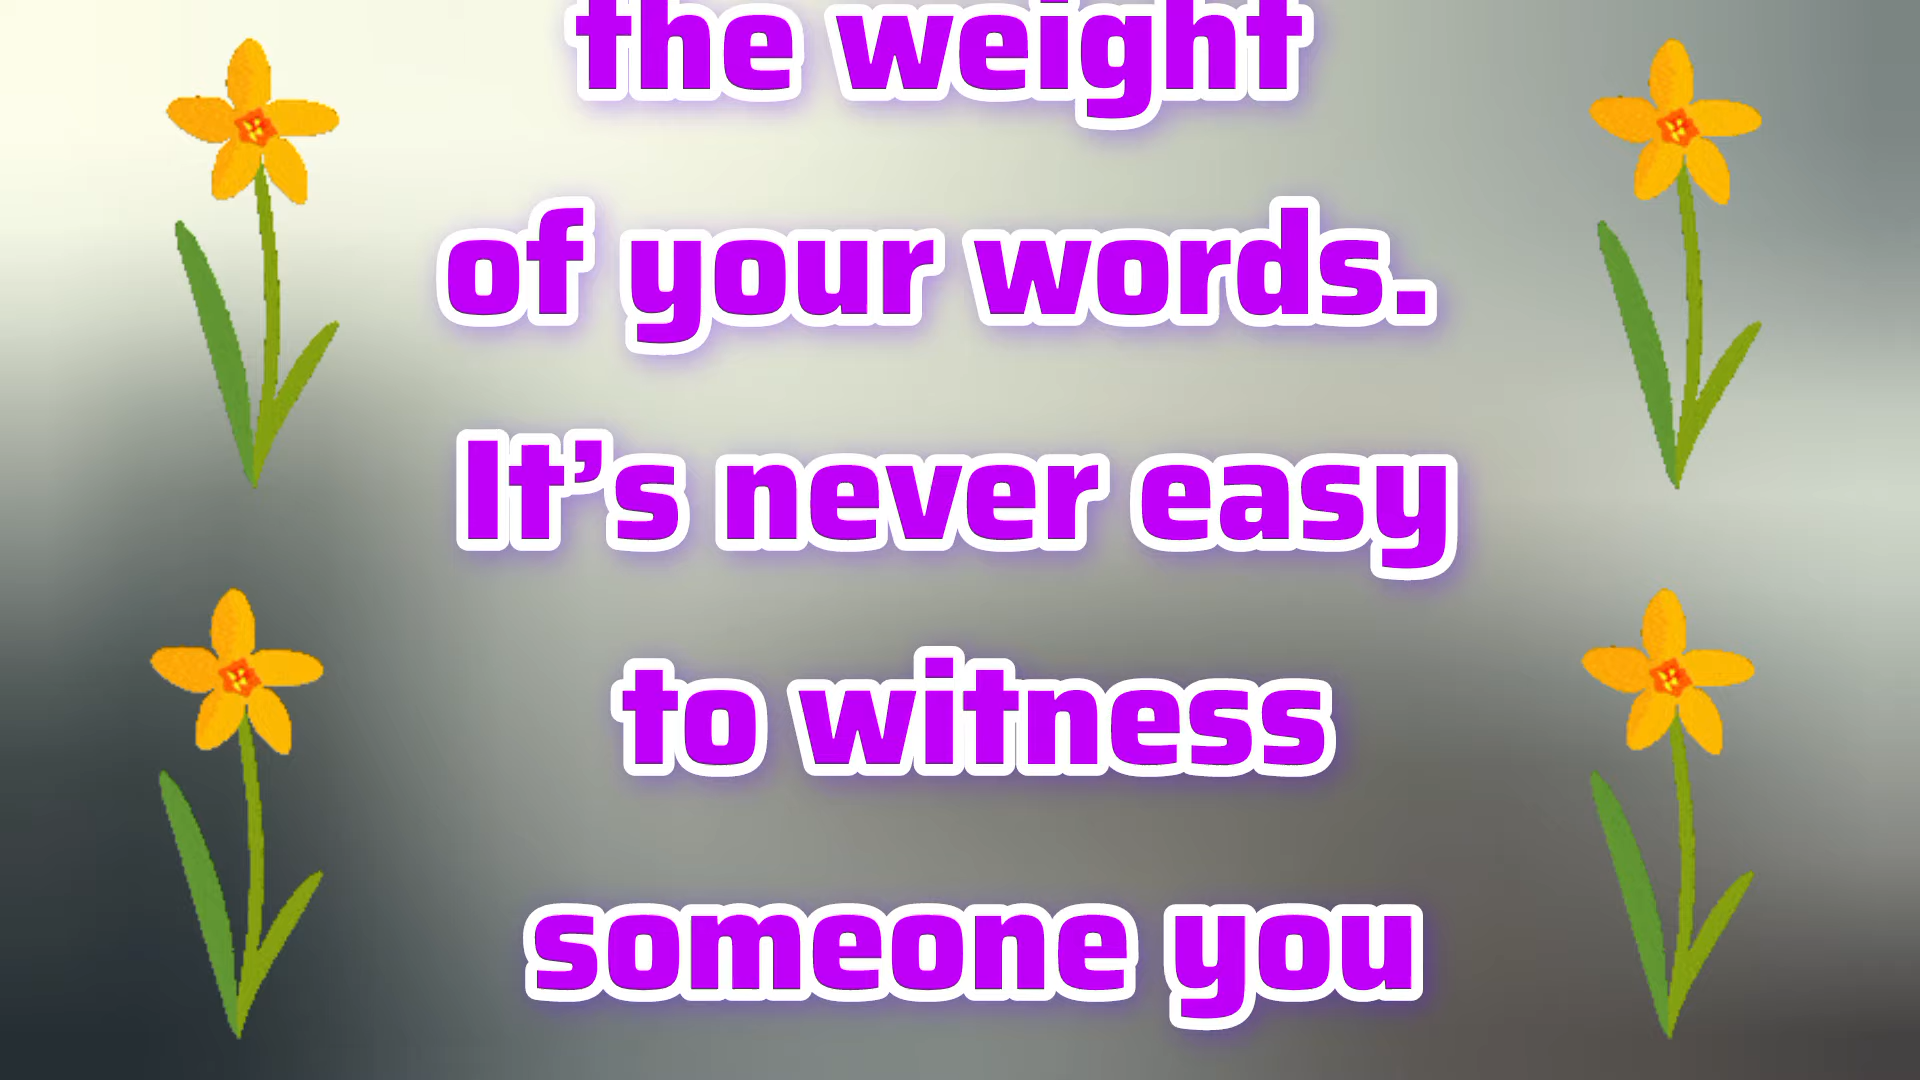 the weight
of your words.
It’s never easy
to witness
someone you